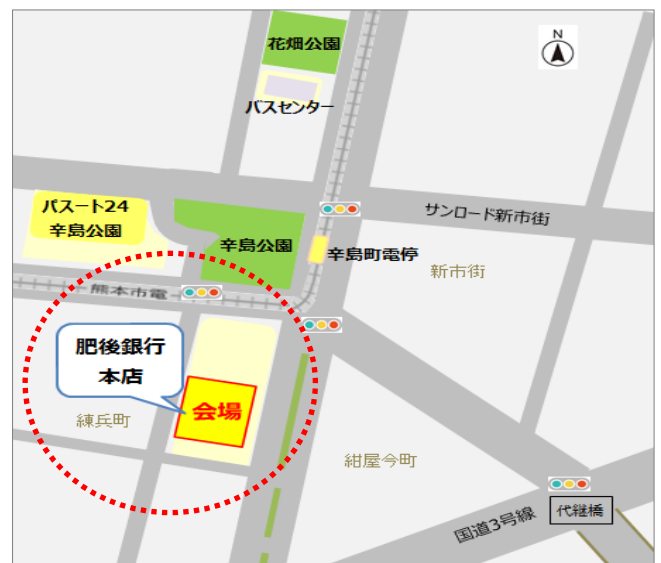 N
花畑公園
バスセンター
パスート24
辛島公園
サンロード新市街
辛島公園
辛島町電停
新市街
熊本市電
肥後銀行
本店
会場
練兵町
紺屋今町
国道3号線
代継橋